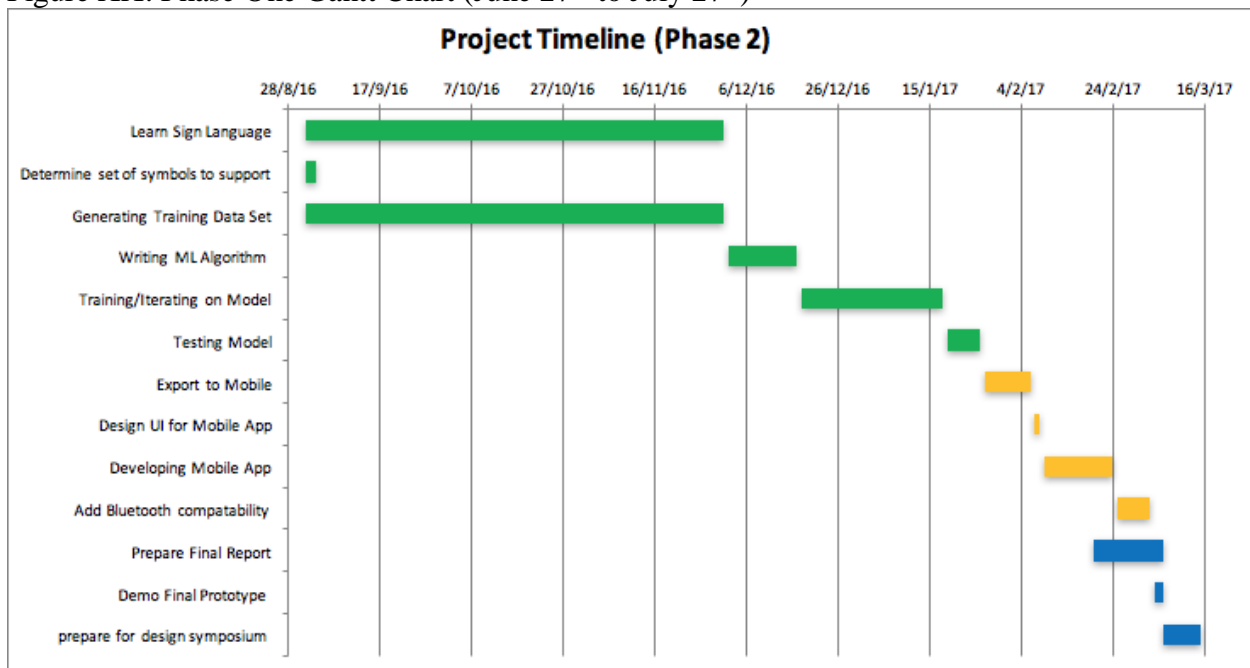 Project Timeline (Phase 2)
28/8/16 17/9/16 7/10/16 27/10/16 16/11/16 6/12/16 26/12/16 15/1/17 4/2/17 24/2/17 16/3/17
Learn Sign Language
Determine set of symbols to support
Generating Training Data Set
Writing ML Algorithm
Training/Iterating on Model
Testing Model
Export to Mobile
Design UI for Mobile App
Developing Mobile App
Add Bluetooth compatability
Prepare Final Report
Demo Final Prototype
prepare for design symposium